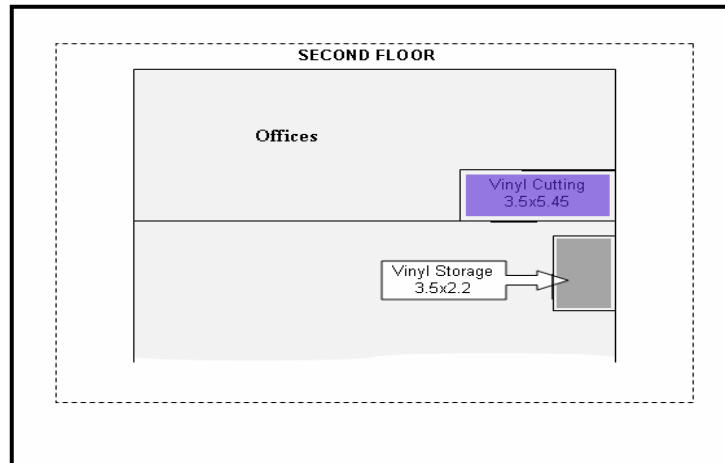 SECOND FLOOR
Offices
Vinyl Cutting
3.5x5.45
Vinyl Storage
3.5x2.2